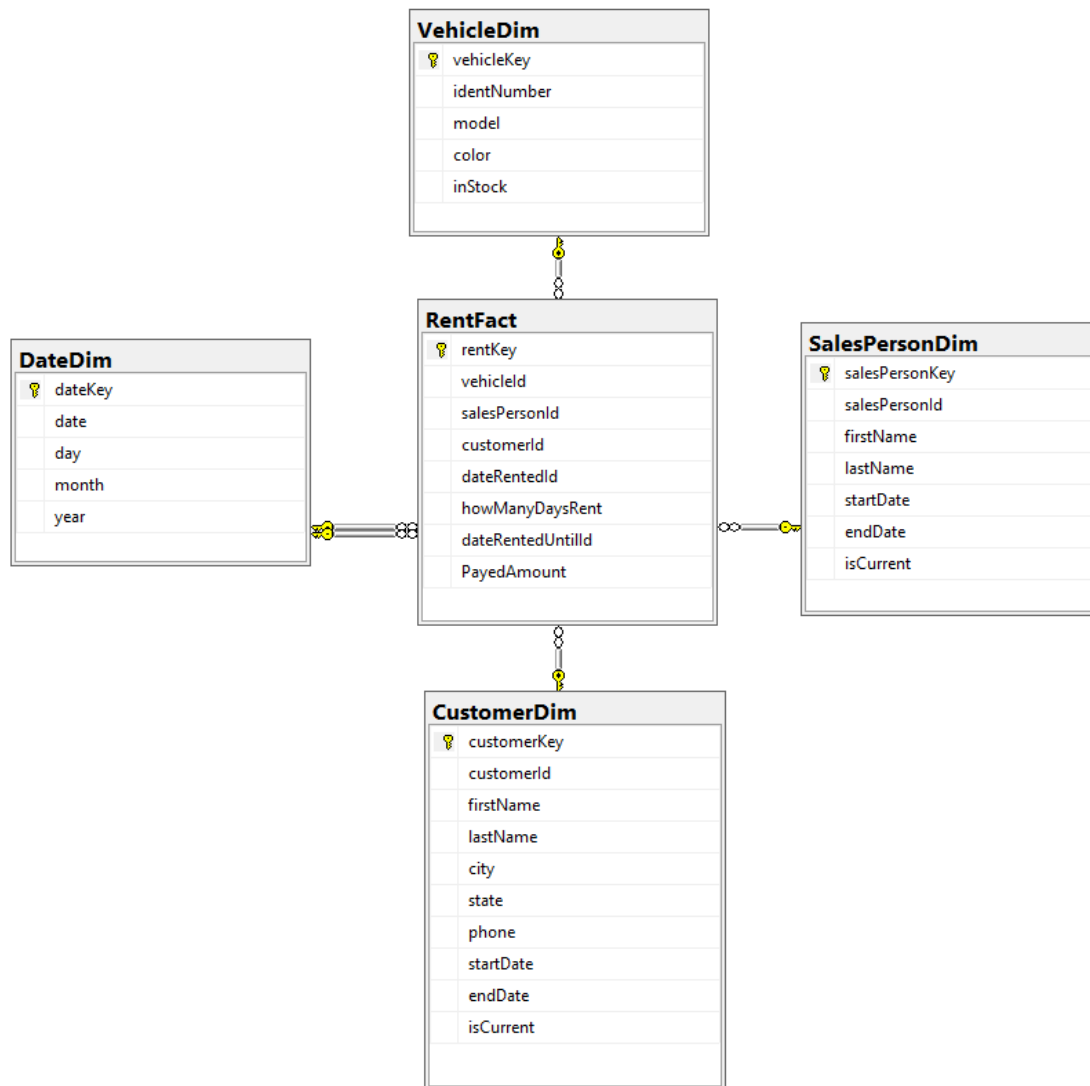 VehicleDim
vehicleKey
identNumber
model
color
inStock
DateDim
dateKey
date
day
month
year
RentFact
rentKey
vehicleId
salesPersonId
customerId
dateRentedId
howManyDaysRent
dateRentedUntilId
PayedAmount
SalesPersonDim
salesPersonKey
salesPersonId
firstName
lastName
startDate
endDate
isCurrent
CustomerDim
customerKey
customerId
firstName
lastName
city
state
phone
startDate
endDate
isCurrent